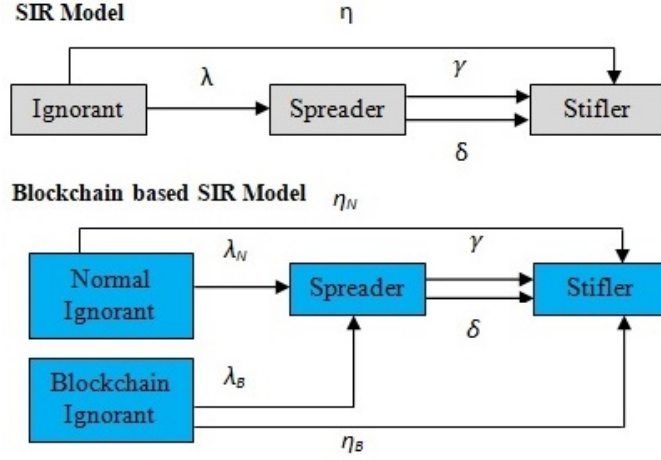 SIR Model
η
λ
γ
Ignorant
Spreader
Stifler
δ
Blockchain based SIR Model
η_N
λ_N
γ
Normal
Ignorant
Spreader
Stifler
δ
Blockchain
Ignorant
λ_B
η_B